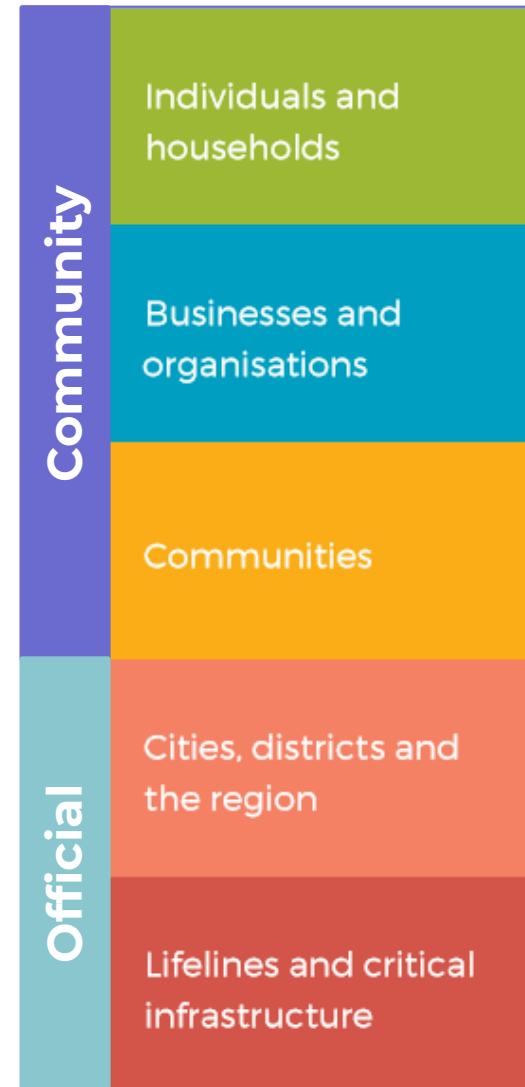 Community
Individuals and
households
Businesses and
organisations
Communities
Official
Cities, districts and
the region
Lifelines and critical
infrastructure